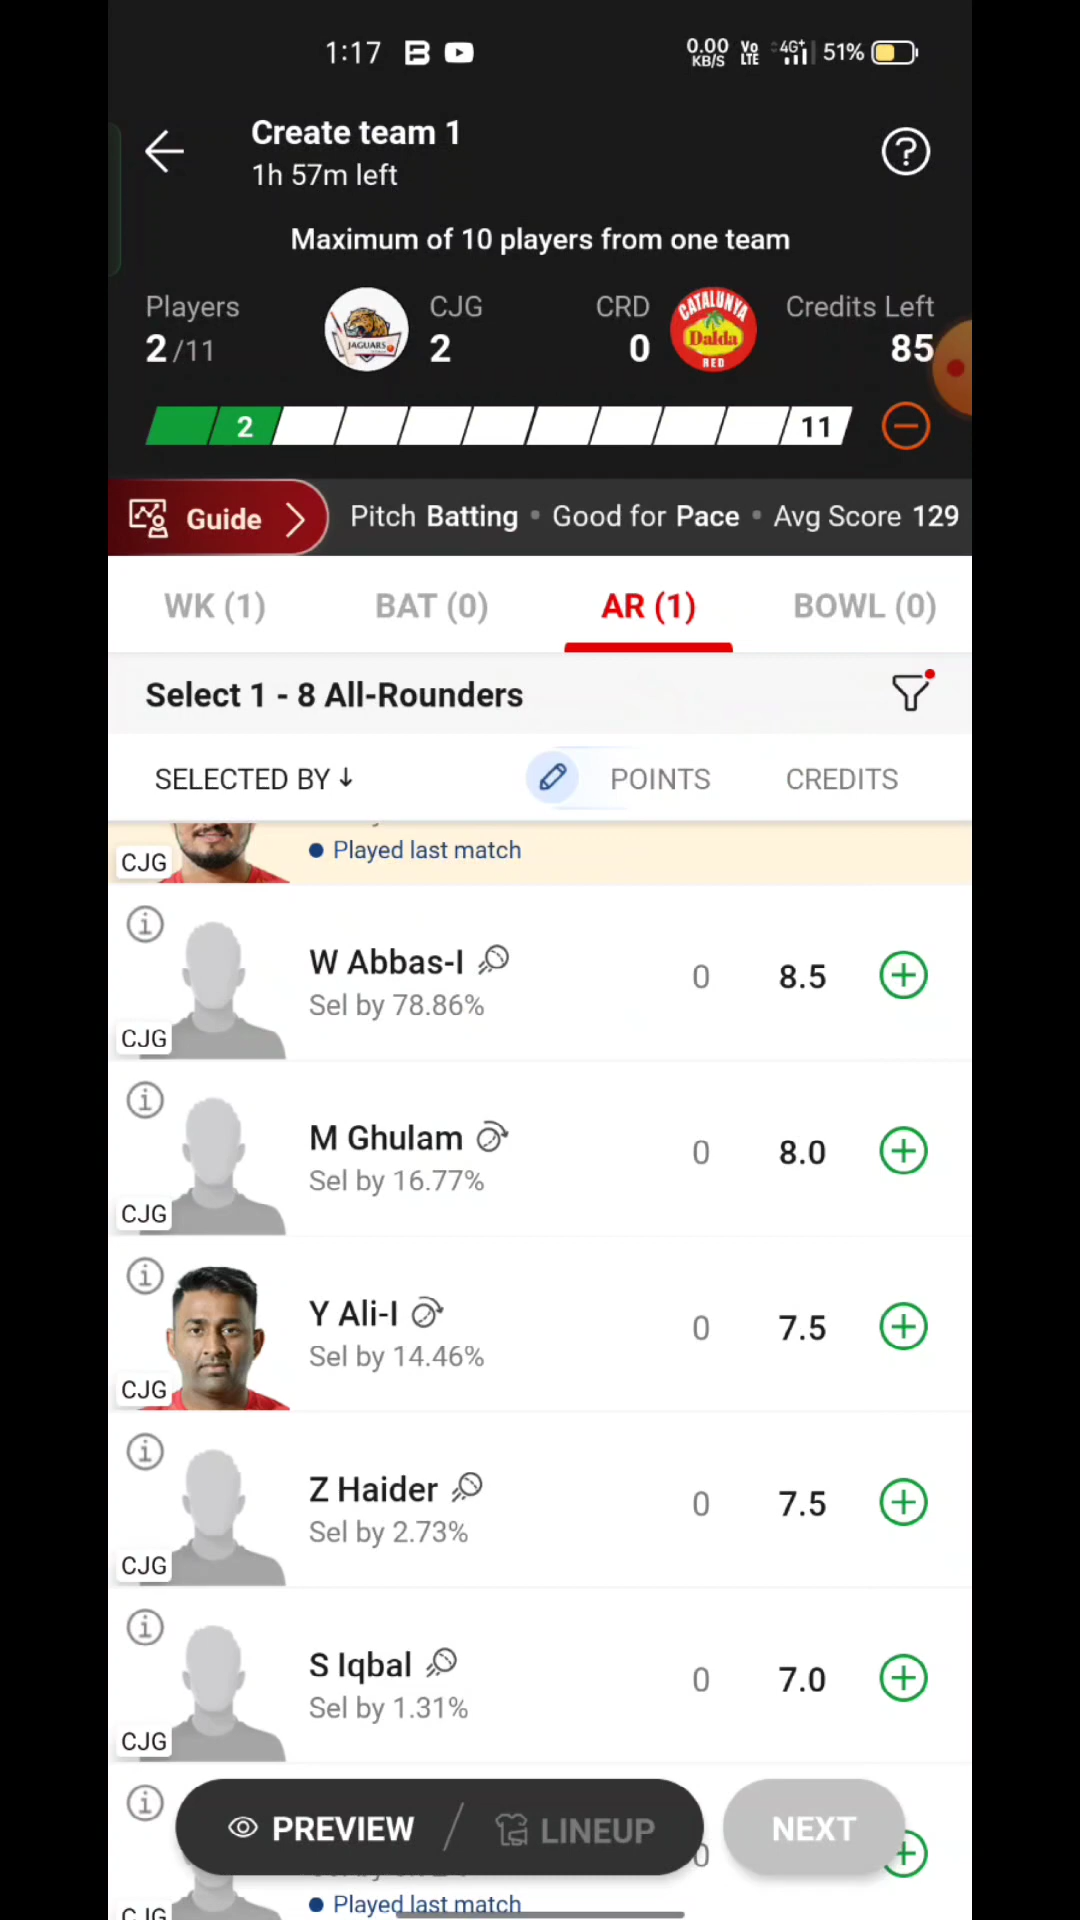 1:17
0.00 KB/S Vo LTE 4G+ 51%
Create team 1
1h 57m left
Maximum of 10 players from one team
Players CJG CRD Credits Left
2/11 2 0 85
JAGUARS
CATALUNYA
Dalda
RED
2 11
Guide Pitch Batting • Good for Pace • Avg Score 129
WK (1) BAT (0) AR (1) BOWL (0)
Select 1 - 8 All-Rounders
SELECTED BY ↓ POINTS CREDITS
CJG • Played last match
W Abbas-I 0 8.5
Sel by 78.86%
CJG
M Ghulam 0 8.0
Sel by 16.77%
CJG
Y Ali-I 0 7.5
Sel by 14.46%
CJG
Z Haider 0 7.5
Sel by 2.73%
CJG
S Iqbal 0 7.0
Sel by 1.31%
CJG
PREVIEW / LINEUP NEXT
• Played last match
CJG